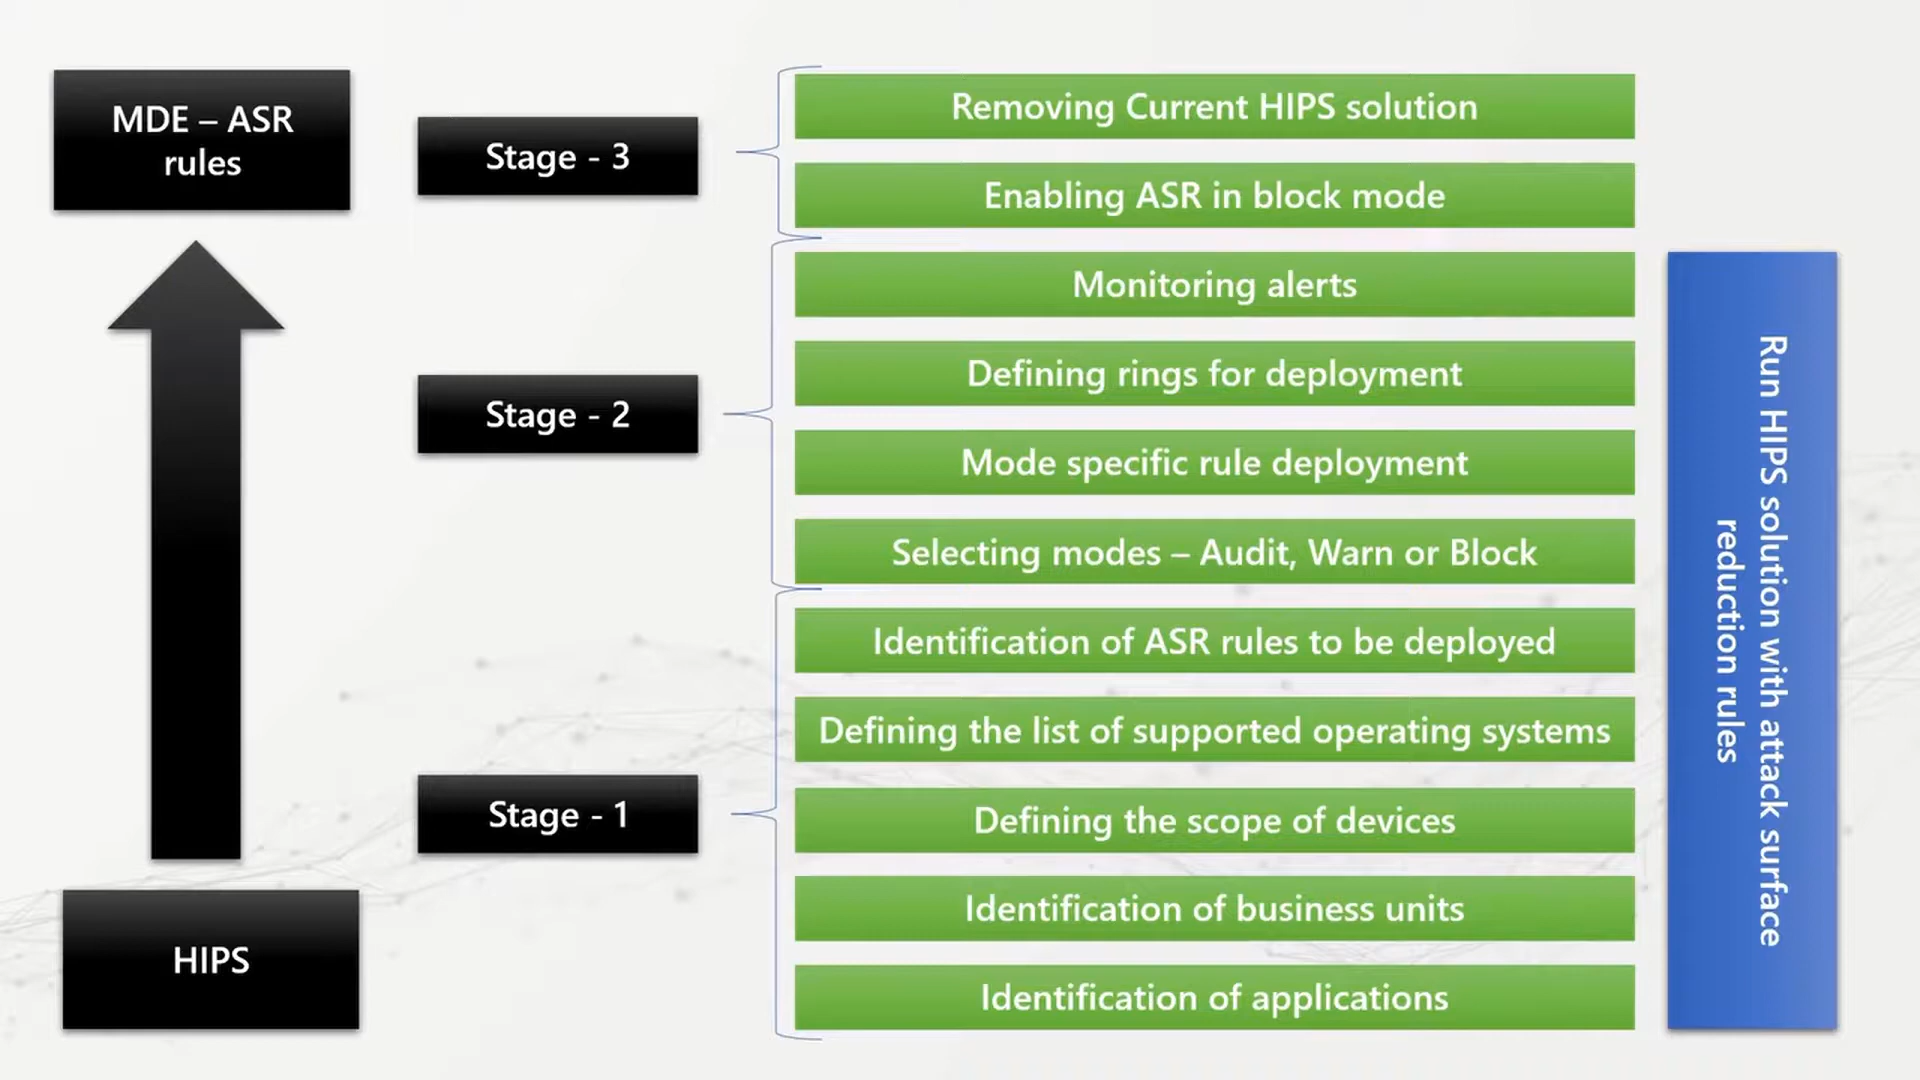 MDE – ASR
rules
Stage - 3
Removing Current HIPS solution
Enabling ASR in block mode
Stage - 2
Monitoring alerts
Defining rings for deployment
Mode specific rule deployment
Selecting modes – Audit, Warn or Block
Stage - 1
Identification of ASR rules to be deployed
Defining the list of supported operating systems
Defining the scope of devices
Identification of business units
Identification of applications
HIPS
Run HIPS solution with attack surface
reduction rules